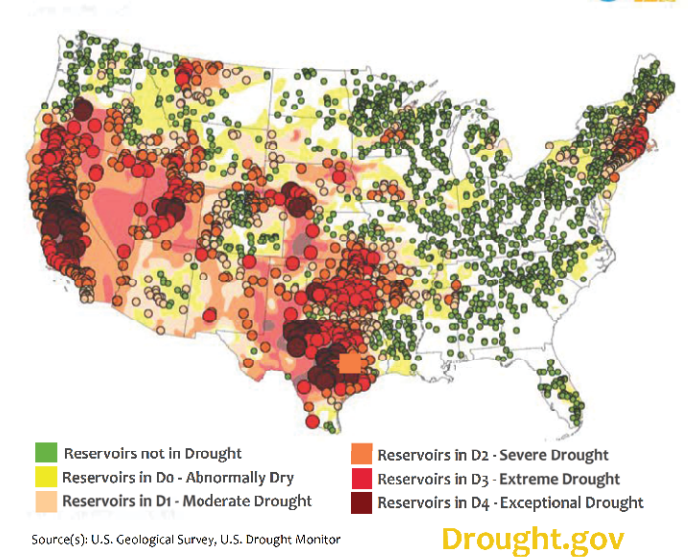 Reservoirs not in Drought
Reservoirs in D0 - Abnormally Dry
Reservoirs in D1 - Moderate Drought
Reservoirs in D2 - Severe Drought
Reservoirs in D3 - Extreme Drought
Reservoirs in D4 - Exceptional Drought
Source(s): U.S. Geological Survey, U.S. Drought Monitor
Drought.gov